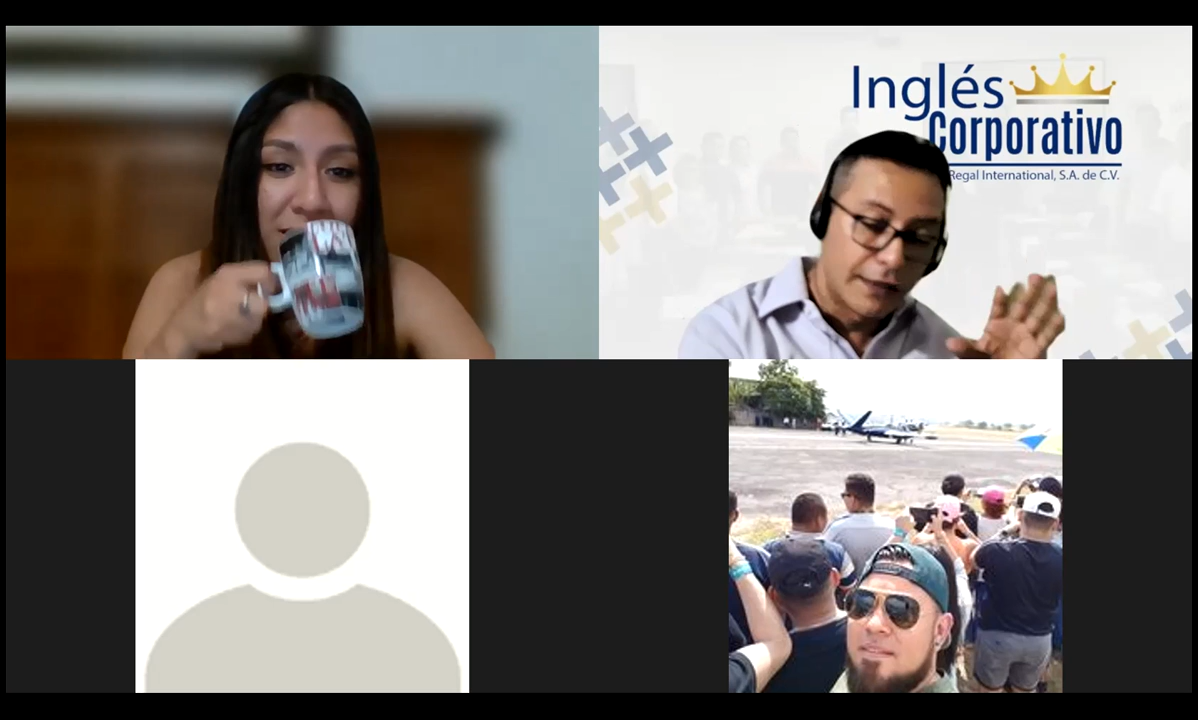 Inglés
Corporativo
Regal International, S.A. de C.V.